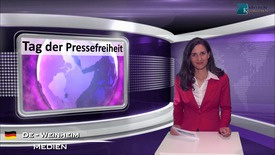 Tag der Pressefreiheit
K
De - Weinheim
Medien